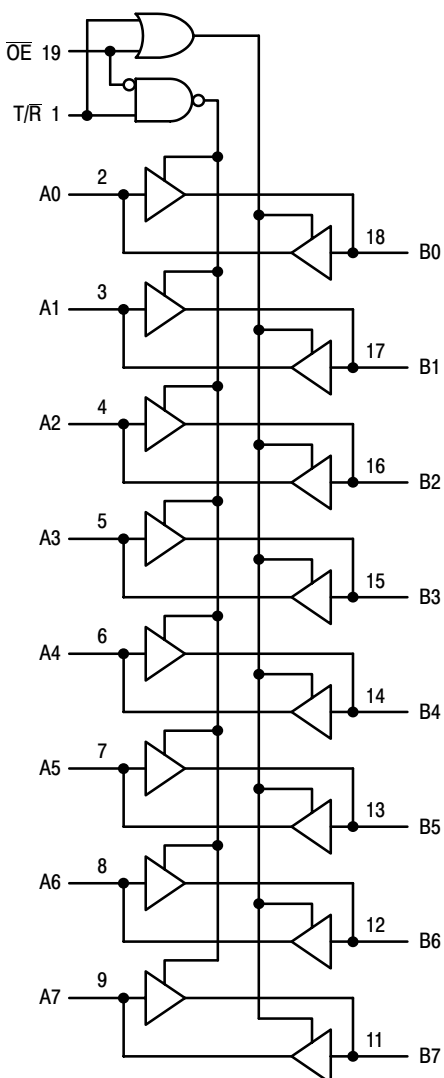 O̅E̅ 19
T/R̅ 1
A0 2
18 B0
A1 3
17 B1
A2 4
16 B2
A3 5
15 B3
A4 6
14 B4
A5 7
13 B5
A6 8
12 B6
A7 9
11 B7